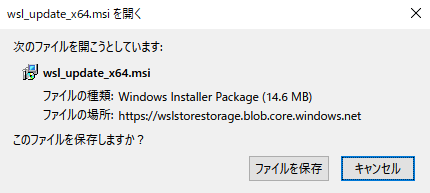 wsl_update_x64.msi を開く
次のファイルを開こうとしています:
wsl_update_x64.msi
ファイルの種類: Windows Installer Package (14.6 MB)
ファイルの場所: https://wslstorestorage.blob.core.windows.net
このファイルを保存しますか？
ファイルを保存
キャンセル